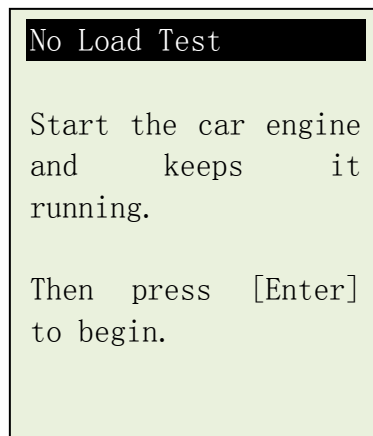 No Load Test
Start the car engine
and keeps it
running.
Then press [Enter]
to begin.